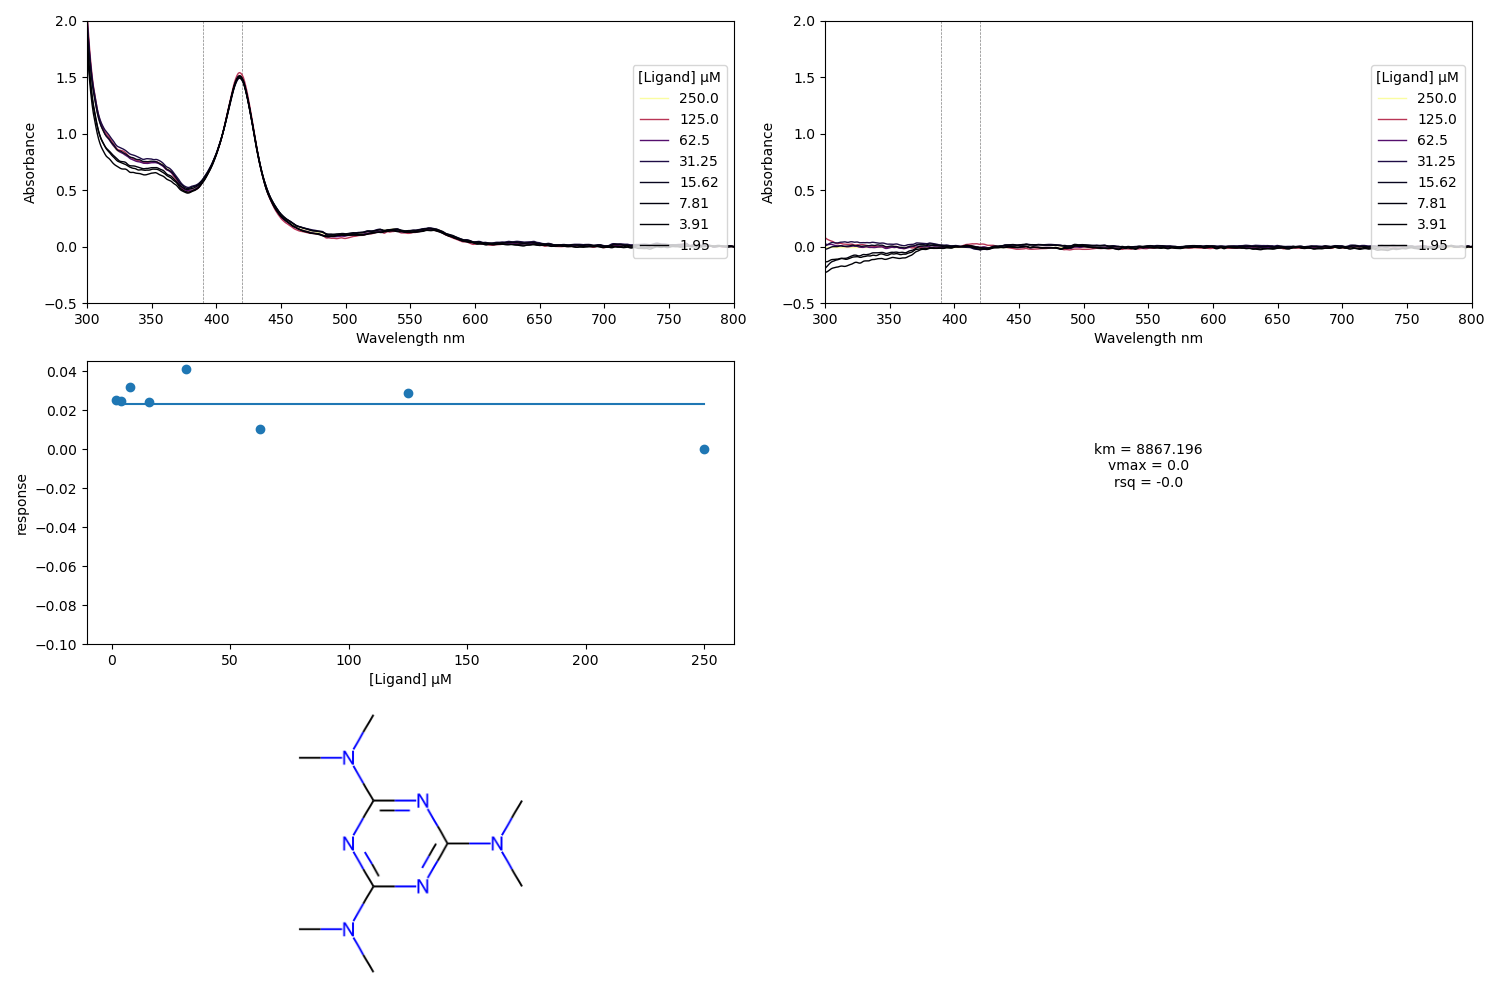 2.0
1.5
1.0
0.5
0.0
−0.5
Absorbance
300 350 400 450 500 550 600 650 700 750 800
Wavelength nm
[Ligand] µM
250.0
125.0
62.5
31.25
15.62
7.81
3.91
1.95
2.0
1.5
1.0
0.5
0.0
−0.5
Absorbance
300 350 400 450 500 550 600 650 700 750 800
Wavelength nm
[Ligand] µM
250.0
125.0
62.5
31.25
15.62
7.81
3.91
1.95
0.04
0.02
0.00
−0.02
−0.04
−0.06
−0.08
−0.10
response
0 50 100 150 200 250
[Ligand] µM
km = 8867.196
vmax = 0.0
rsq = -0.0
N
N
N N
N
N